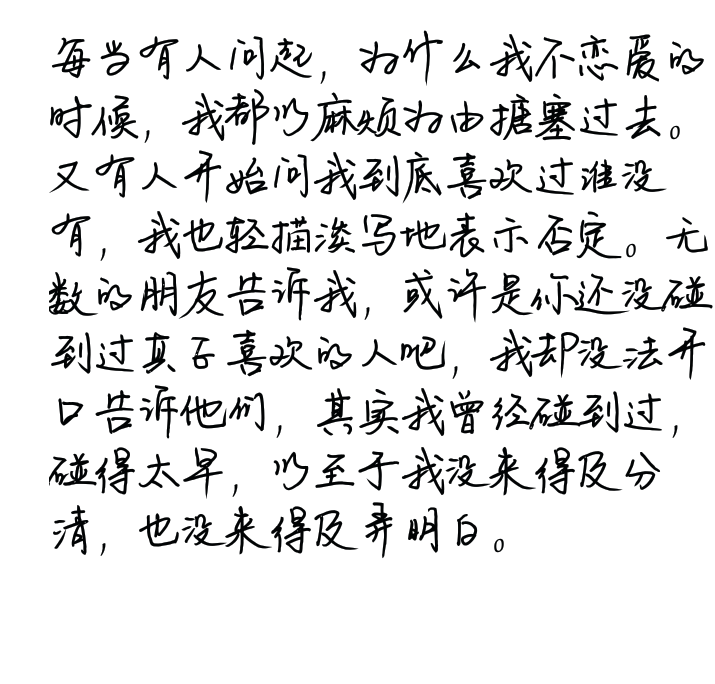 每当有人问起，为什么我不恋爱的
时候，我都以麻烦为由搪塞过去。
又有人开始问我到底喜欢过谁没
有，我也轻描淡写地表示否定。无
数的朋友告诉我，或许是你还没碰
到过真正喜欢的人吧，我却没法开
口告诉他们，其实我曾经碰到过，
碰得太早，以至于我没来得及分
清，也没来得及弄明白。